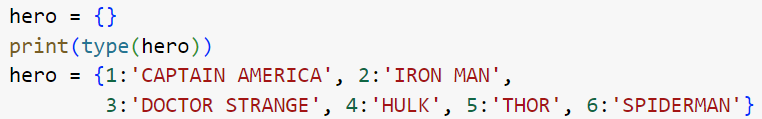 hero = {}
print(type(hero))
hero = {1:'CAPTAIN AMERICA', 2:'IRON MAN',
        3:'DOCTOR STRANGE', 4:'HULK', 5:'THOR', 6:'SPIDERMAN'}